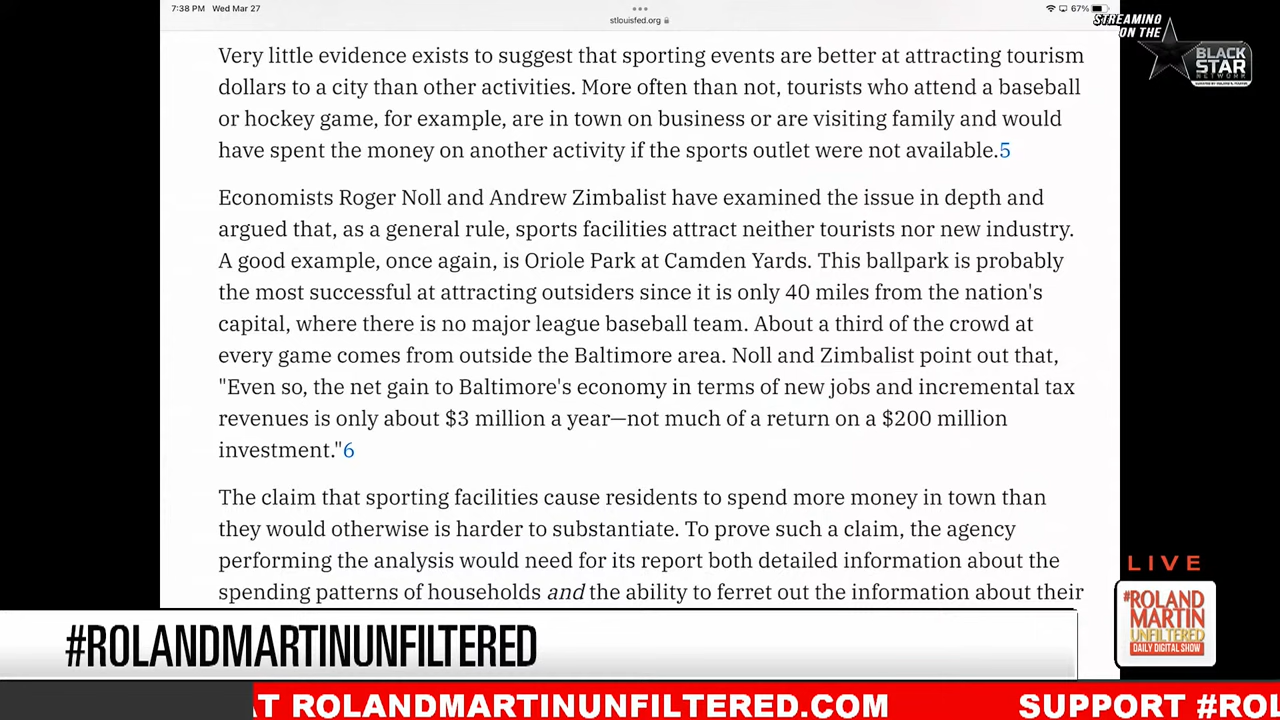 7:38 PM Wed Mar 27
stlouisfed.org
67%
STREAMING
ON THE
BLACK
STAR
NETWORK
Very little evidence exists to suggest that sporting events are better at attracting tourism
dollars to a city than other activities. More often than not, tourists who attend a baseball
or hockey game, for example, are in town on business or are visiting family and would
have spent the money on another activity if the sports outlet were not available.5
Economists Roger Noll and Andrew Zimbalist have examined the issue in depth and
argued that, as a general rule, sports facilities attract neither tourists nor new industry.
A good example, once again, is Oriole Park at Camden Yards. This ballpark is probably
the most successful at attracting outsiders since it is only 40 miles from the nation's
capital, where there is no major league baseball team. About a third of the crowd at
every game comes from outside the Baltimore area. Noll and Zimbalist point out that,
"Even so, the net gain to Baltimore's economy in terms of new jobs and incremental tax
revenues is only about $3 million a year—not much of a return on a $200 million
investment."6
The claim that sporting facilities cause residents to spend more money in town than
they would otherwise is harder to substantiate. To prove such a claim, the agency
performing the analysis would need for its report both detailed information about the
spending patterns of households and the ability to ferret out the information about their
LIVE
#ROLAND
MARTIN
UNFILTERED
DAILY DIGITAL SHOW
#ROLANDMARTINUNFILTERED
AT ROLANDMARTINUNFILTERED.COM SUPPORT #ROL